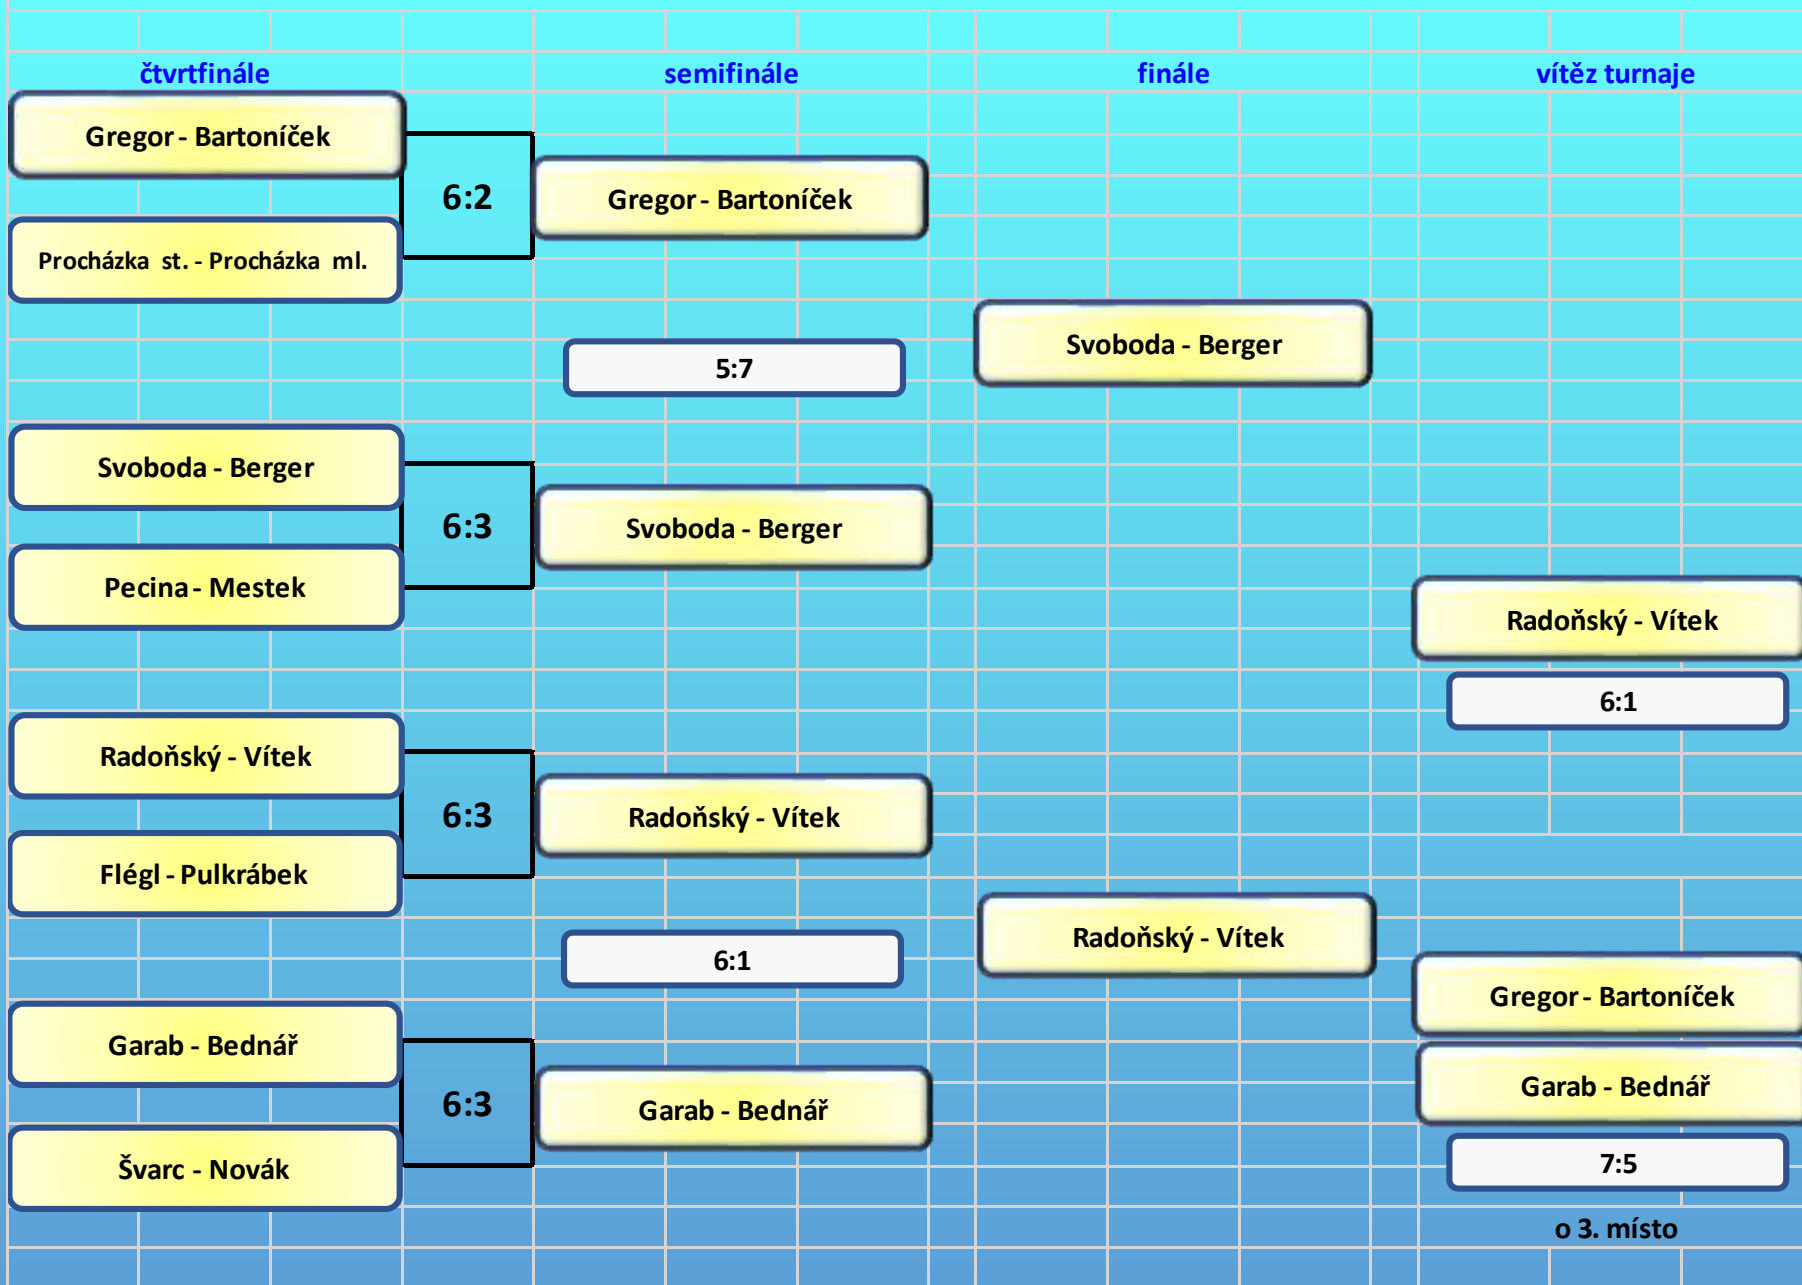 čtvrtfinále
semifinále
finále
vítěz turnaje
Gregor - Bartoníček
6:2
Gregor - Bartoníček
Procházka st. - Procházka ml.
Svoboda - Berger
5:7
Svoboda - Berger
6:3
Svoboda - Berger
Pecina - Mestek
Radoňský - Vítek
6:1
Radoňský - Vítek
6:3
Radoňský - Vítek
Flégl - Pulkrábek
Radoňský - Vítek
6:1
Gregor - Bartoníček
Garab - Bednář
6:3
Garab - Bednář
Garab - Bednář
Švarc - Novák
7:5
o 3. místo